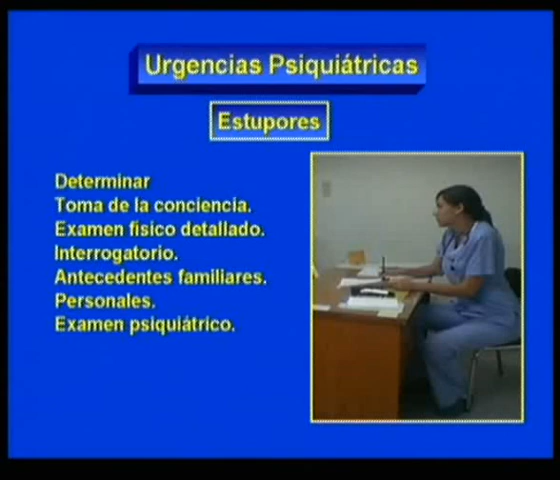 Urgencias Psiquiátricas
Estupores
Determinar
Toma de la conciencia.
Examen físico detallado.
Interrogatorio.
Antecedentes familiares.
Personales.
Examen psiquiátrico.